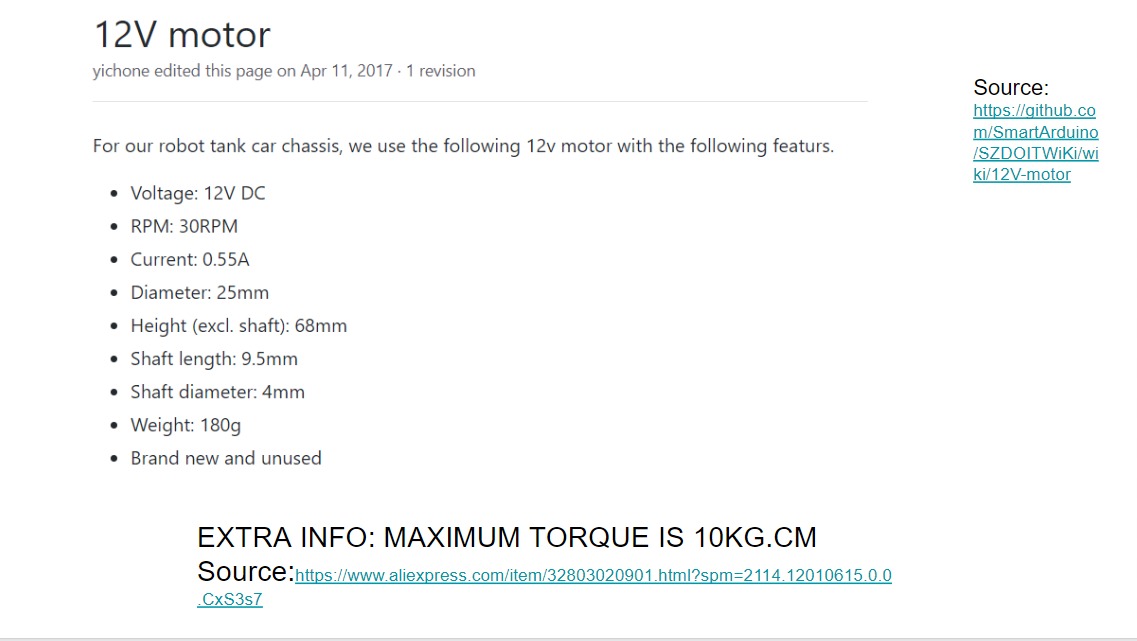 12V motor
yichone edited this page on Apr 11, 2017 · 1 revision
Source:
https://github.co
m/SmartArduino
/SZDOITWiKi/wi
ki/12V-motor
For our robot tank car chassis, we use the following 12v motor with the following featurs.
• Voltage: 12V DC
• RPM: 30RPM
• Current: 0.55A
• Diameter: 25mm
• Height (excl. shaft): 68mm
• Shaft length: 9.5mm
• Shaft diameter: 4mm
• Weight: 180g
• Brand new and unused
EXTRA INFO: MAXIMUM TORQUE IS 10KG.CM
Source:https://www.aliexpress.com/item/32803020901.html?spm=2114.12010615.0.0
.CxS3s7